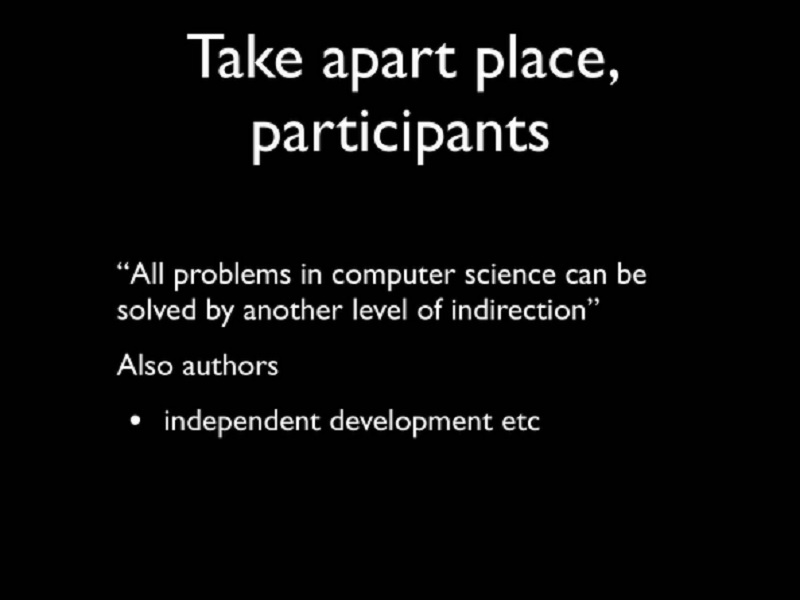 Take apart place,
participants
“All problems in computer science can be
solved by another level of indirection”
Also authors
• independent development etc